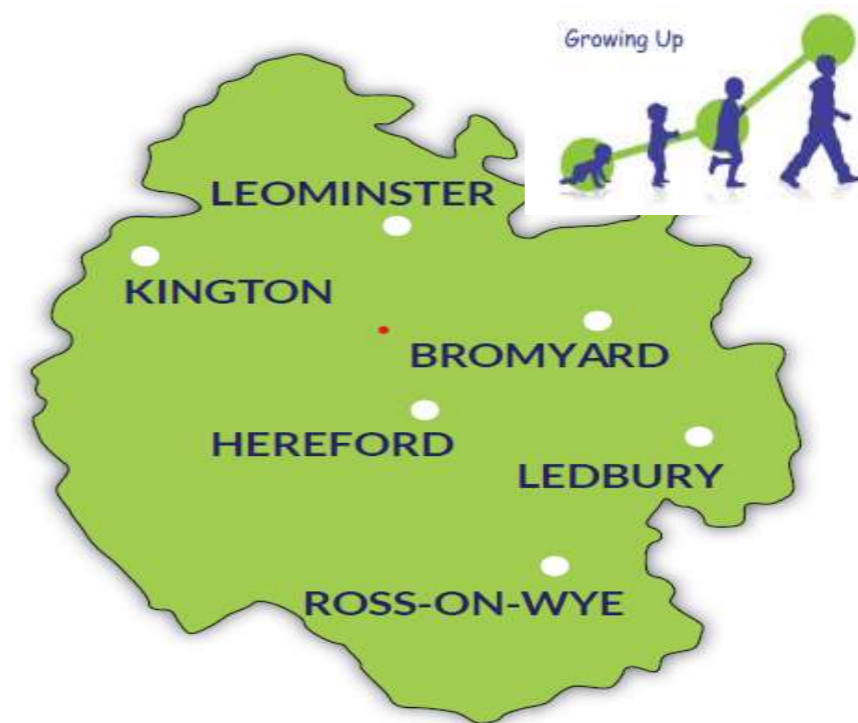 Growing Up
LEOMINSTER
KINGTON
BROMYARD
HEREFORD
LEDBURY
ROSS-ON-WYE